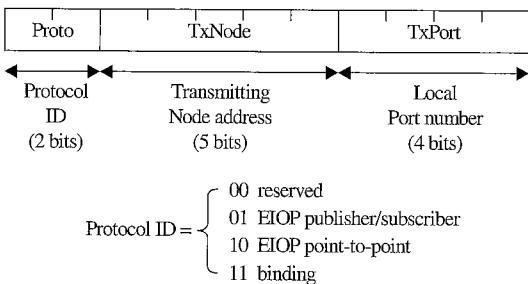 Proto TxNode TxPort
Protocol ID (2 bits)
Transmitting Node address (5 bits)
Local Port number (4 bits)
Protocol ID =
00 reserved
01 EIOP publisher/subscriber
10 EIOP point-to-point
11 binding